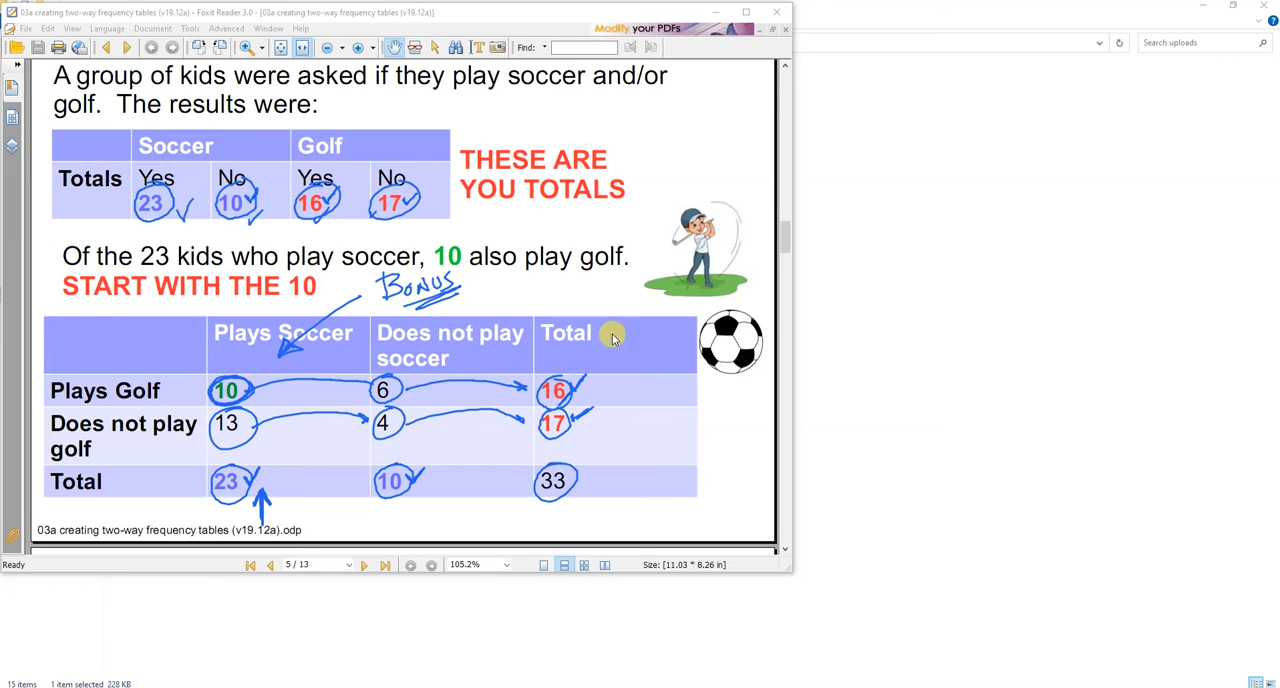 03a creating two-way frequency tables (v19.12a) - Foxit Reader 3.0 - [03a creating two-way frequency tables (v19.12a)]
File Edit View Language Document Tools Advanced Window Help
Modify your PDFs
Find:
Search uploads
A group of kids were asked if they play soccer and/or
golf. The results were:
Soccer Golf
Totals Yes No Yes No
23 10 16 17
THESE ARE
YOU TOTALS
Of the 23 kids who play soccer, 10 also play golf.
START WITH THE 10
BONUS
Plays Soccer Does not play soccer Total
Plays Golf 10 6 16
Does not play golf 13 4 17
Total 23 10 33
03a creating two-way frequency tables (v19.12a).odp
Ready 5 / 13 105.2% Size: [11.03 * 8.26 in]
15 items 1 item selected 228 KB